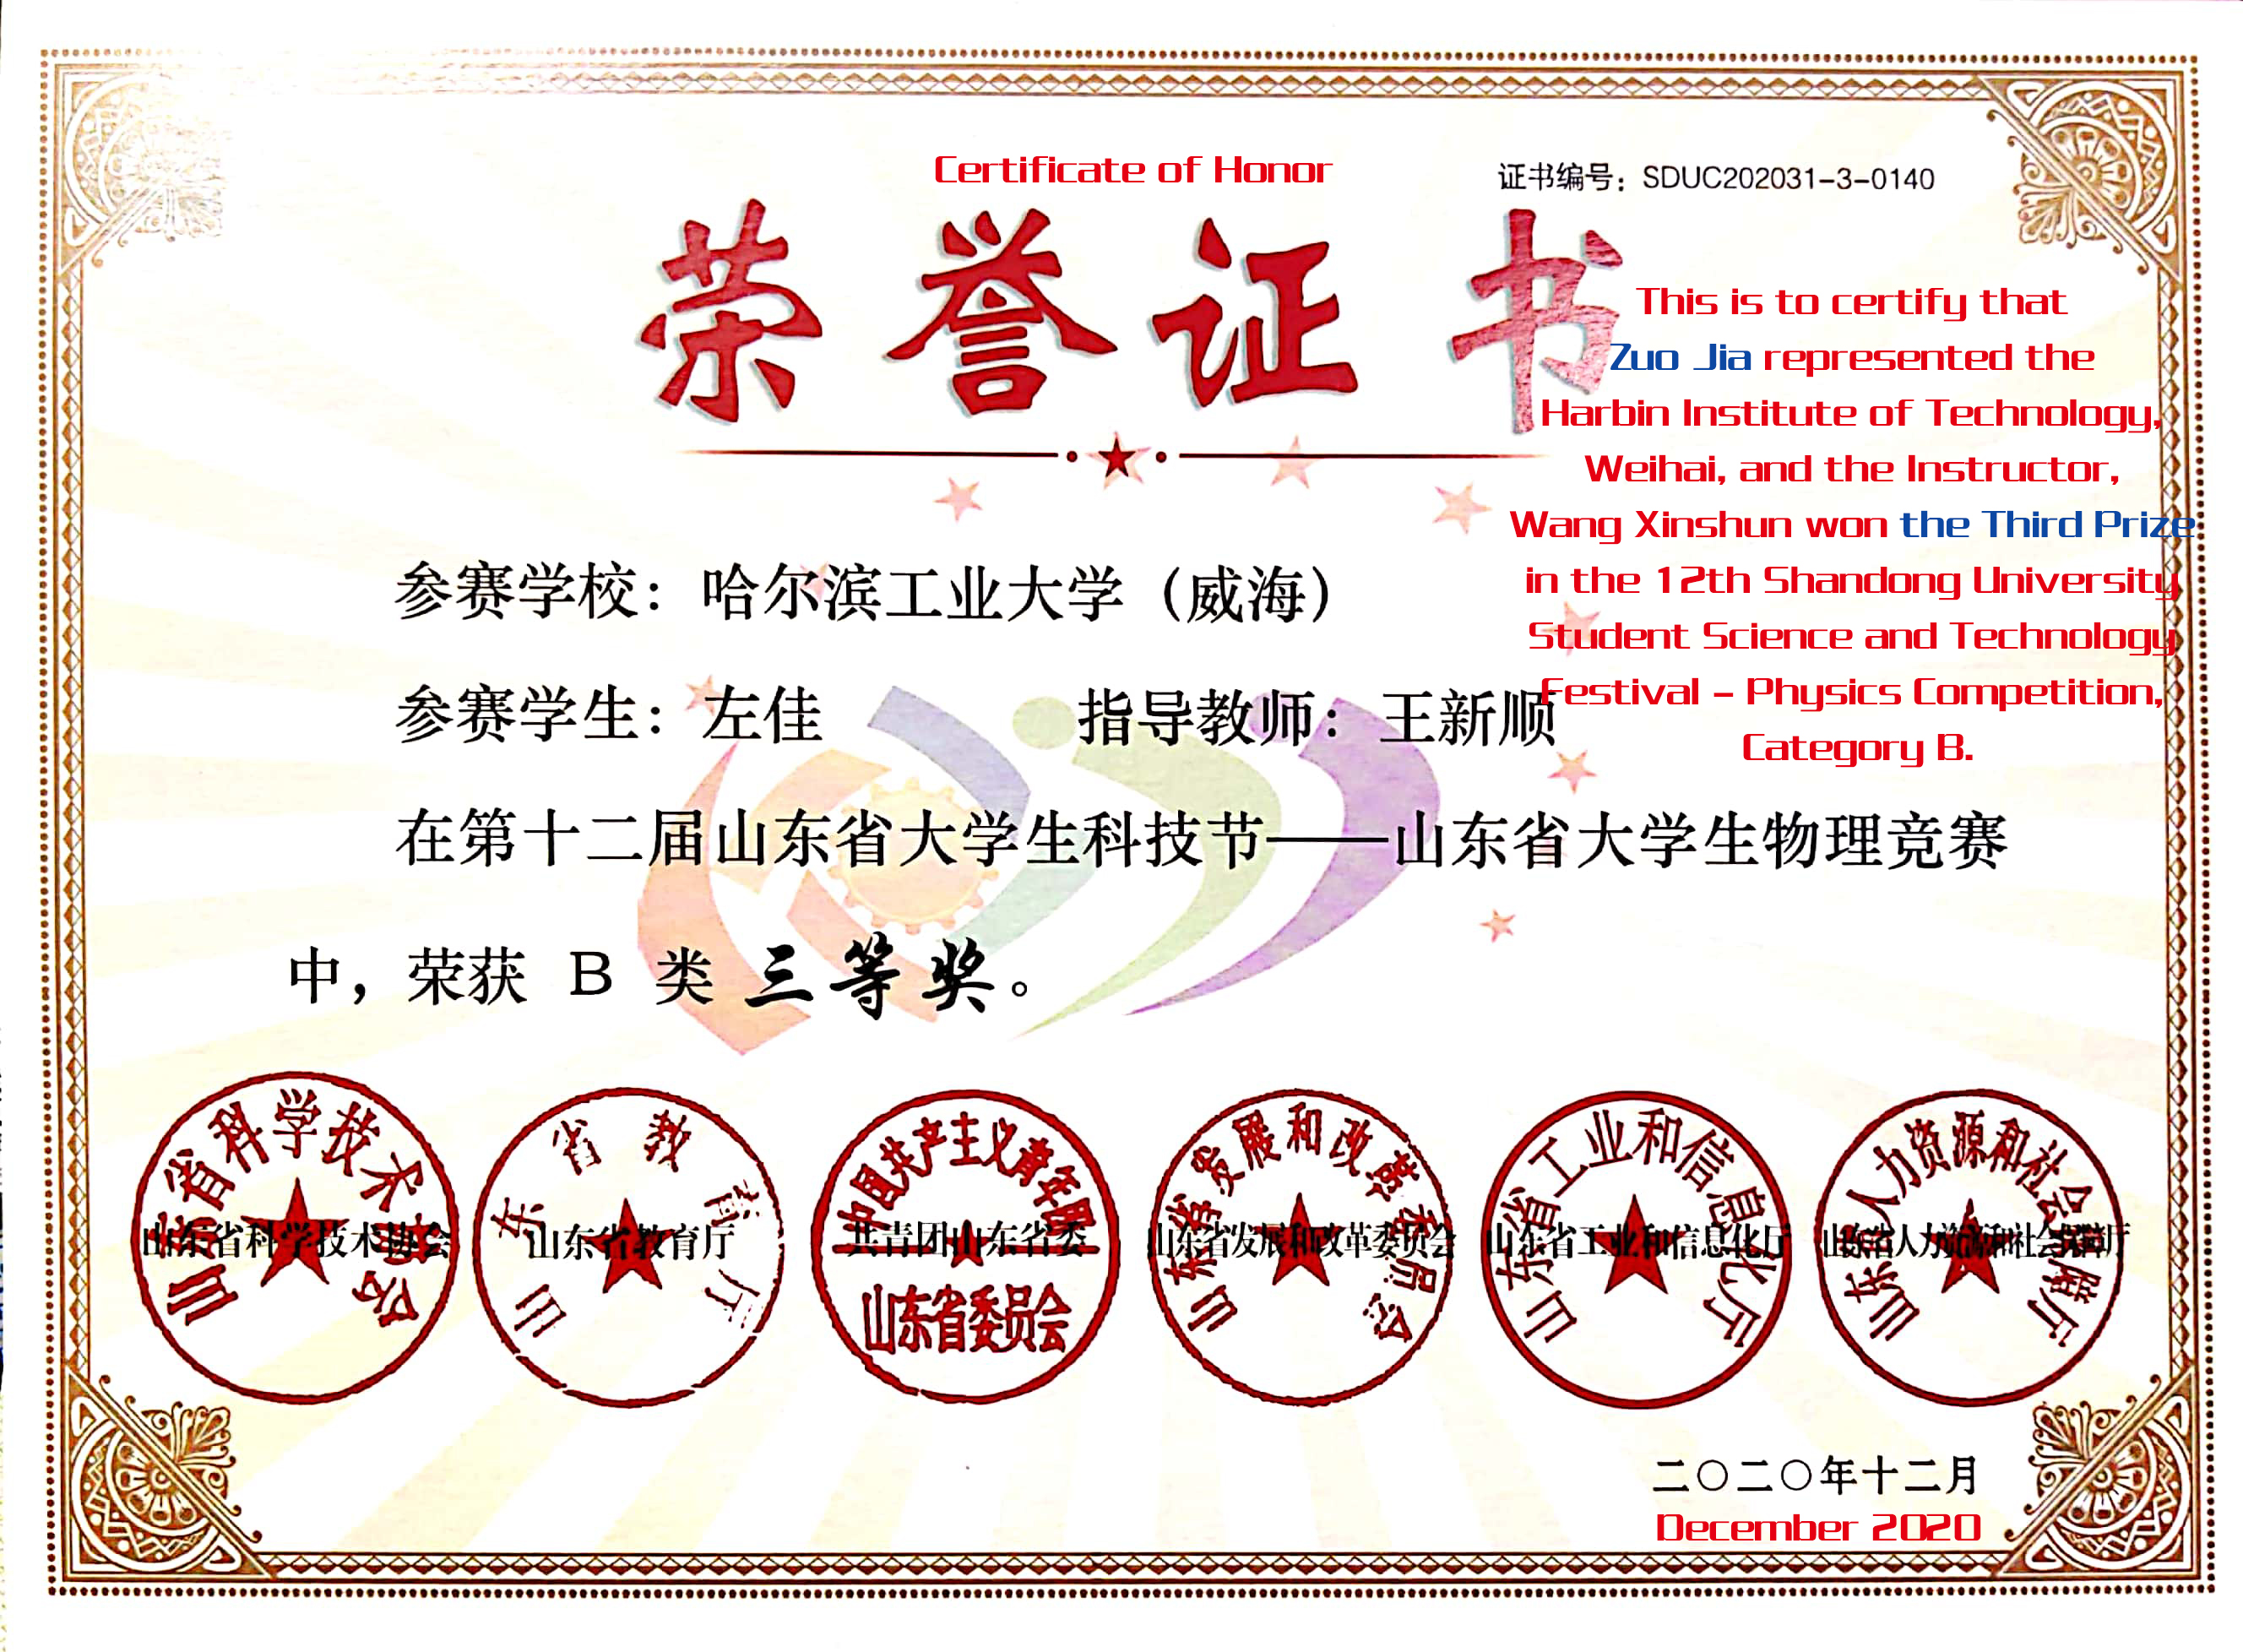 Certificate of Honor
证书编号：SDUC202031-3-0140
荣誉证书
This is to certify that
Zuo Jia represented the
Harbin Institute of Technology,
Weihai, and the Instructor,
Wang Xinshun won the Third Prize
in the 12th Shandong University
Student Science and Technology
Festival - Physics Competition,
Category B.
参赛学校：哈尔滨工业大学（威海）
参赛学生：左佳 指导教师：王新顺
在第十二届山东省大学生科技节——山东省大学生物理竞赛
中，荣获 B 类 三等奖。
山东省科学技术协会
山东省科学技术协会
山东省教育厅
山东省教育厅
中国共产主义青年团
共青团山东省委
山东省委员会
山东省发展和改革委员会
山东省发展和改革委员会
山东省工业和信息化厅
山东省工业和信息化厅
山东省人力资源和社会保障厅
山东省人力资源和社会保障厅
二〇二〇年十二月
December 2020